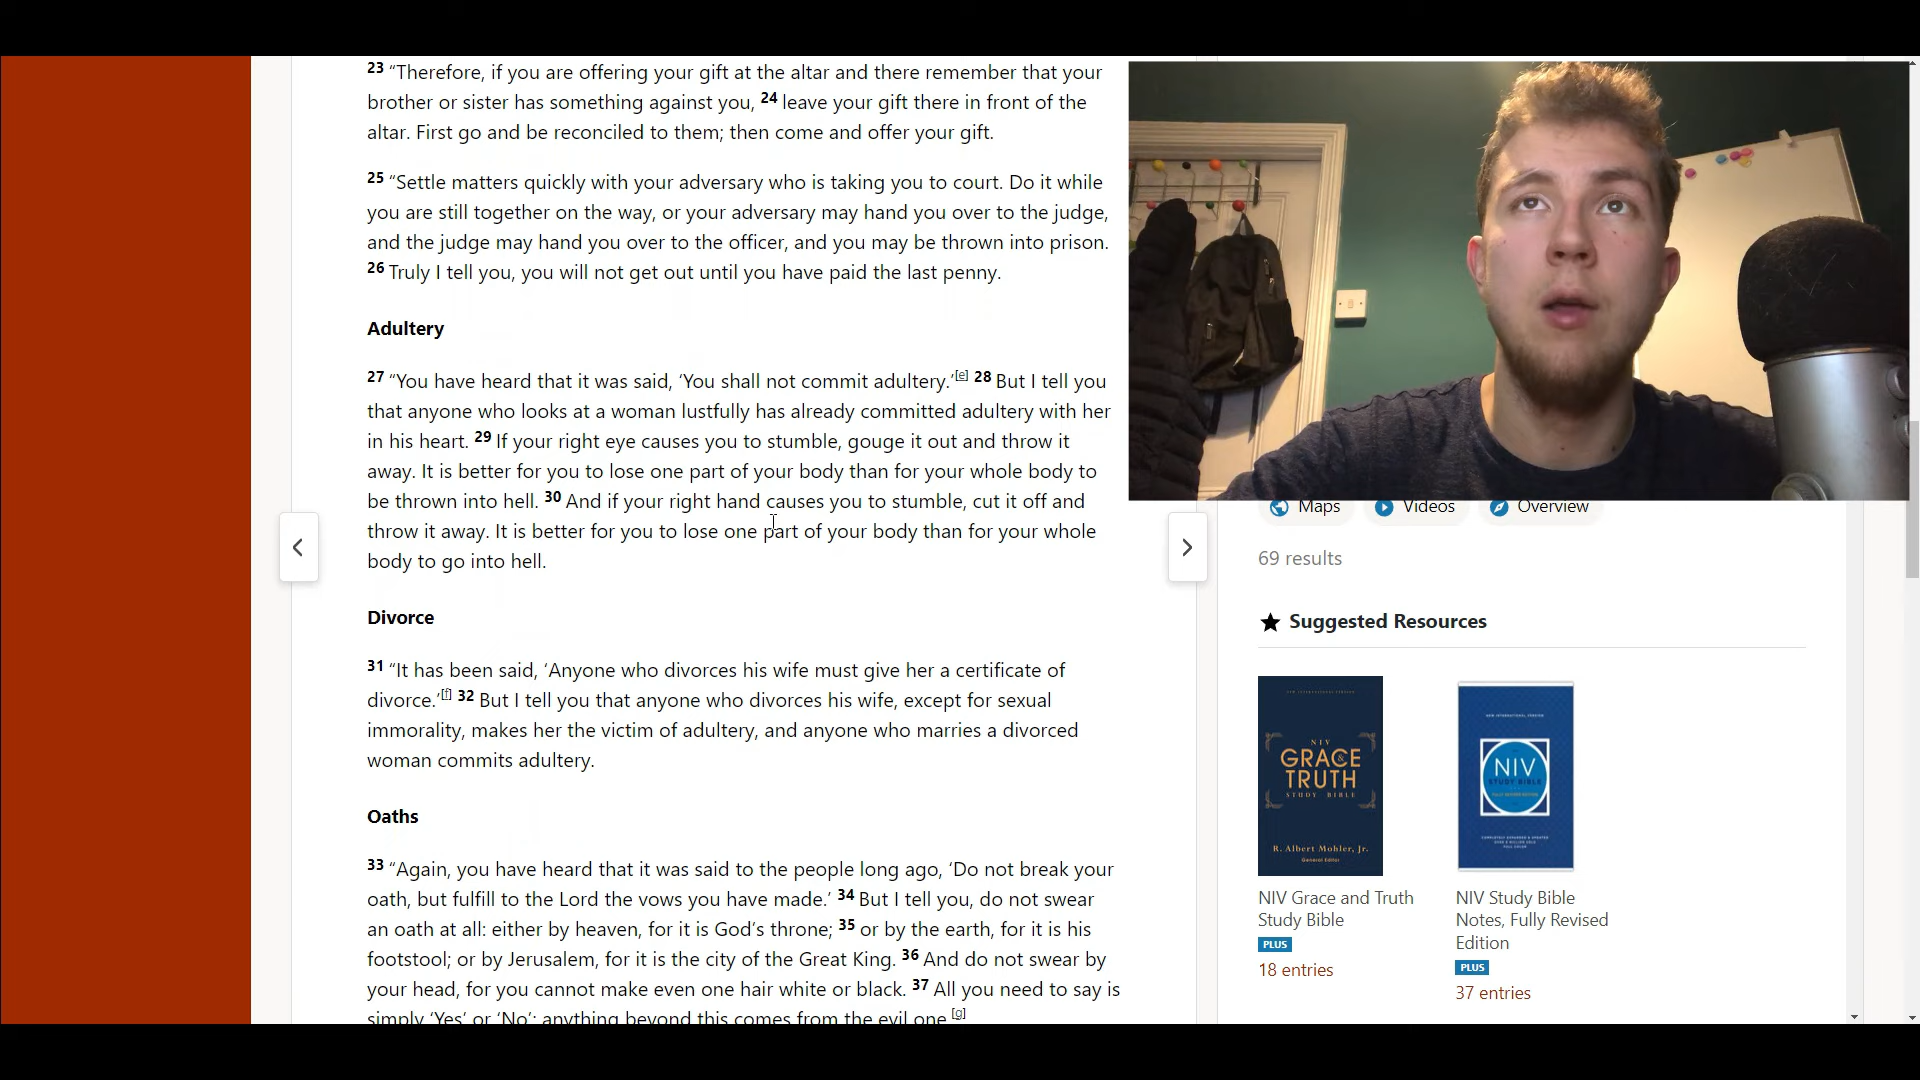 23 “Therefore, if you are offering your gift at the altar and there remember that your
brother or sister has something against you, 24 leave your gift there in front of the
altar. First go and be reconciled to them; then come and offer your gift.
25 “Settle matters quickly with your adversary who is taking you to court. Do it while
you are still together on the way, or your adversary may hand you over to the judge,
and the judge may hand you over to the officer, and you may be thrown into prison.
26 Truly I tell you, you will not get out until you have paid the last penny.
Adultery
27 “You have heard that it was said, ‘You shall not commit adultery.’[e] 28 But I tell you
that anyone who looks at a woman lustfully has already committed adultery with her
in his heart. 29 If your right eye causes you to stumble, gouge it out and throw it
away. It is better for you to lose one part of your body than for your whole body to
be thrown into hell. 30 And if your right hand causes you to stumble, cut it off and
throw it away. It is better for you to lose one part of your body than for your whole
body to go into hell.
Divorce
31 “It has been said, ‘Anyone who divorces his wife must give her a certificate of
divorce.’[f] 32 But I tell you that anyone who divorces his wife, except for sexual
immorality, makes her the victim of adultery, and anyone who marries a divorced
woman commits adultery.
Oaths
33 “Again, you have heard that it was said to the people long ago, ‘Do not break your
oath, but fulfill to the Lord the vows you have made.’ 34 But I tell you, do not swear
an oath at all: either by heaven, for it is God’s throne; 35 or by the earth, for it is his
footstool; or by Jerusalem, for it is the city of the Great King. 36 And do not swear by
your head, for you cannot make even one hair white or black. 37 All you need to say is
simply ‘Yes’ or ‘No’; anything beyond this comes from the evil one.[g]
Maps Videos Overview
69 results
Suggested Resources
NIV
GRACE
&
TRUTH
STUDY BIBLE
R. Albert Mohler, Jr.
General Editor
NIV
STUDY BIBLE
NIV Grace and Truth
Study Bible
PLUS
18 entries
NIV Study Bible
Notes, Fully Revised
Edition
PLUS
37 entries